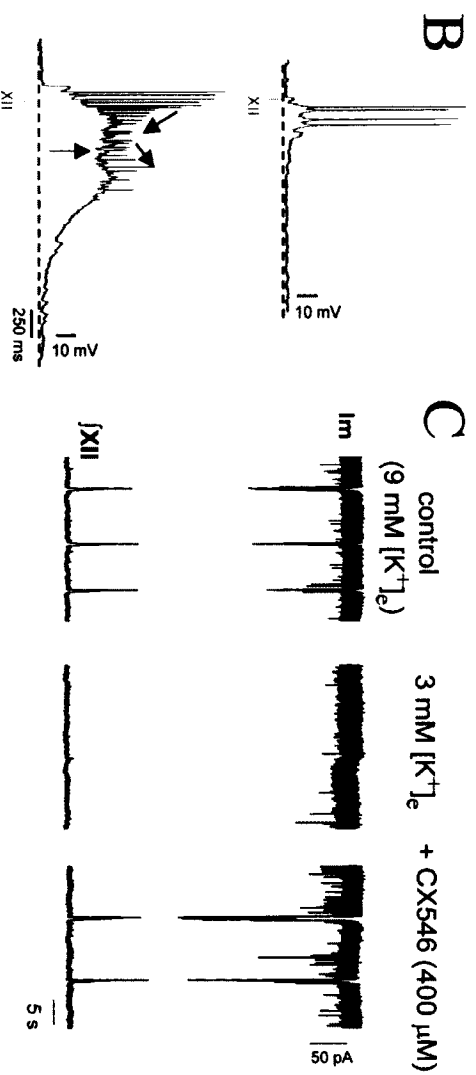 B
XII
10 mV
XII
10 mV
250 ms
C
control
(9 mM [K⁺]ₑ)
3 mM [K⁺]ₑ
+ CX546 (400 µM)
Im
50 pA
∫XII
5 s